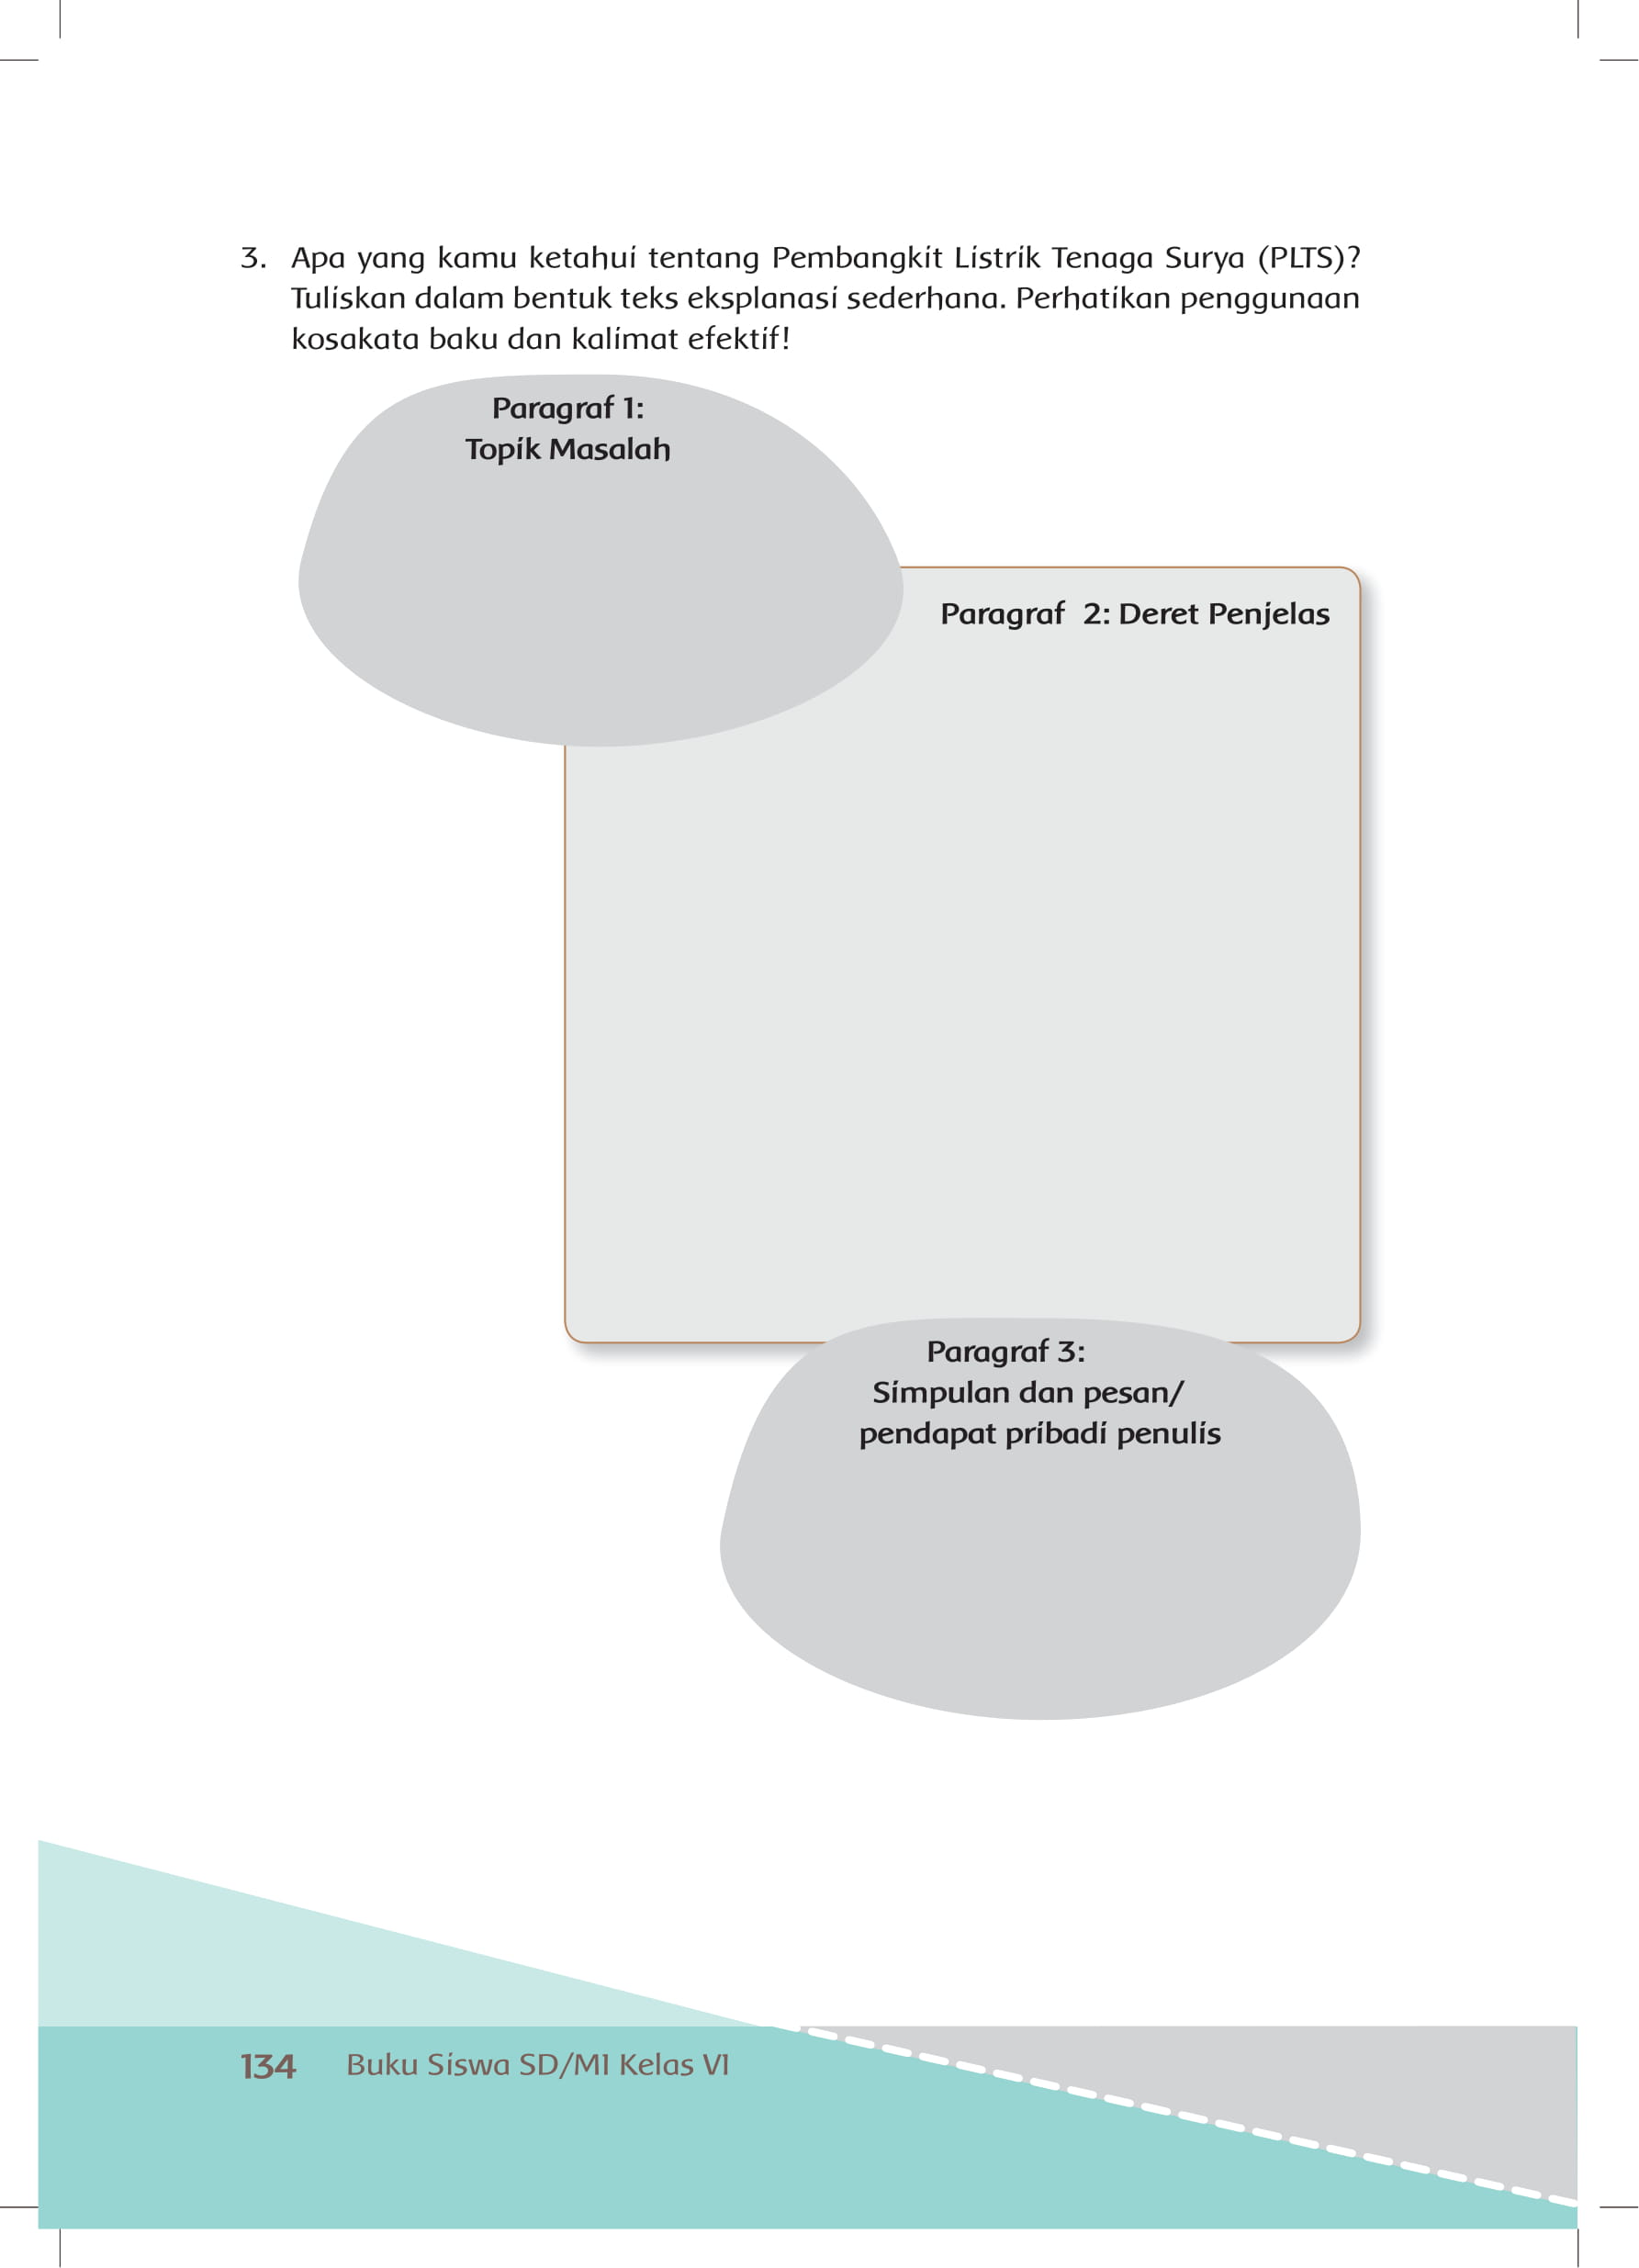 3. Apa yang kamu ketahui tentang Pembangkit Listrik Tenaga Surya (PLTS)?
Tuliskan dalam bentuk teks eksplanasi sederhana. Perhatikan penggunaan
kosakata baku dan kalimat efektif!
Paragraf 1:
Topik Masalah
Paragraf 2: Deret Penjelas
Paragraf 3:
Simpulan dan pesan/
pendapat pribadi penulis
134 Buku Siswa SD/MI Kelas VI